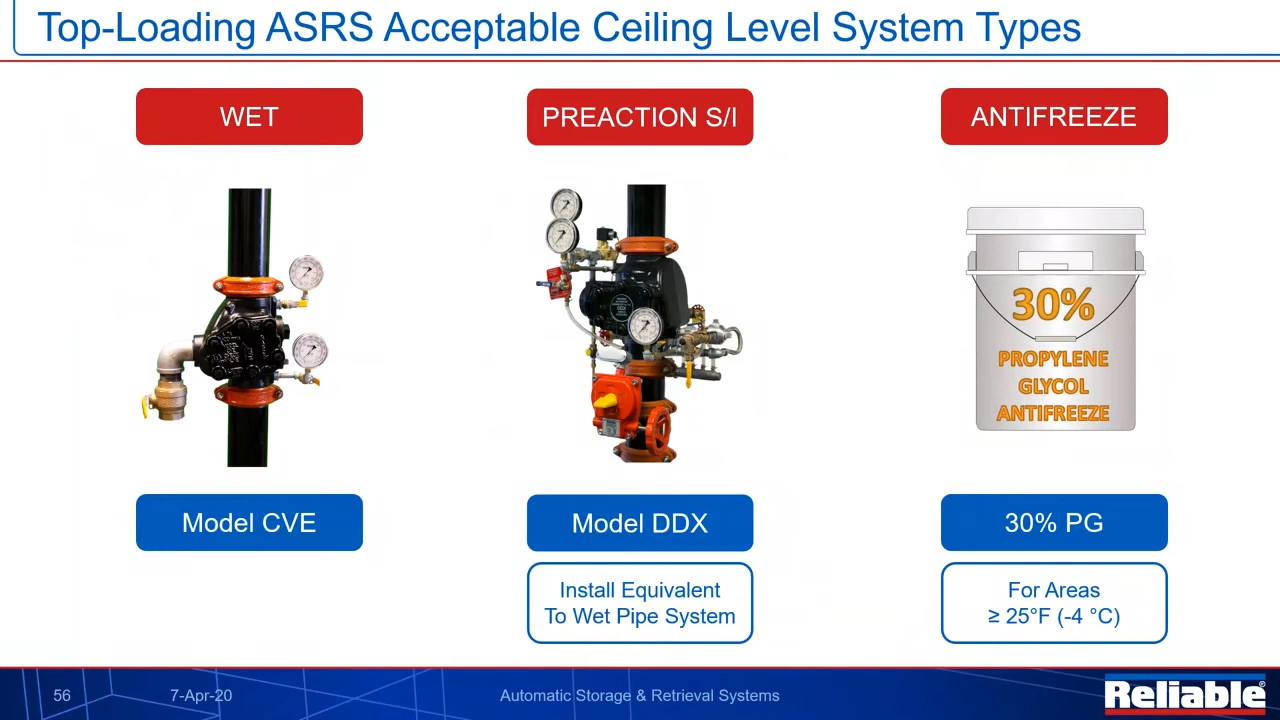 Top-Loading ASRS Acceptable Ceiling Level System Types
WET
PREACTION S/I
ANTIFREEZE
30%
PROPYLENE
GLYCOL
ANTIFREEZE
Model CVE
Model DDX
30% PG
Install Equivalent
To Wet Pipe System
For Areas
≥ 25°F (-4 °C)
56
7-Apr-20
Automatic Storage & Retrieval Systems
Reliable®